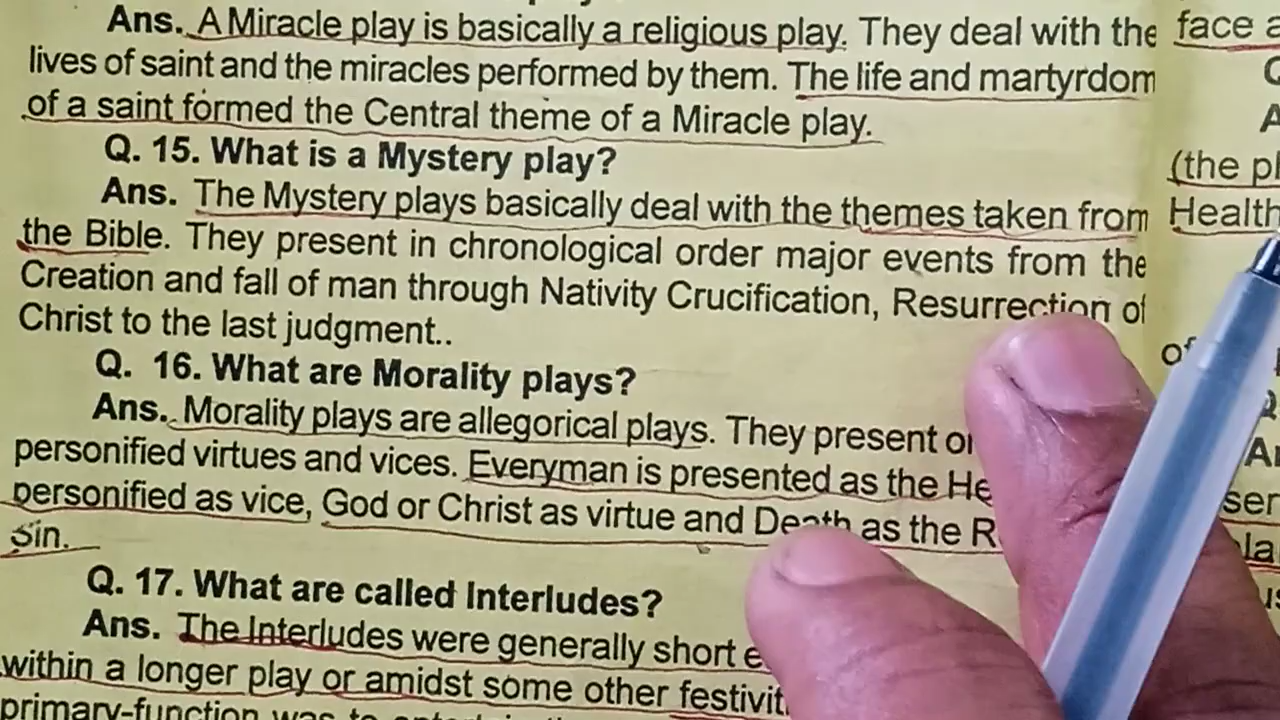 Ans. A Miracle play is basically a religious play. They deal with the
lives of saint and the miracles performed by them. The life and martyrdom
of a saint formed the Central theme of a Miracle play.
Q. 15. What is a Mystery play?
Ans. The Mystery plays basically deal with the themes taken from
the Bible. They present in chronological order major events from the
Creation and fall of man through Nativity Crucification, Resurrection of
Christ to the last judgment..
Q. 16. What are Morality plays?
Ans. Morality plays are allegorical plays. They present
personified virtues and vices. Everyman is presented as the
personified as vice, God or Christ as virtue and Death as the
Sin.
Q. 17. What are called Interludes?
Ans. The Interludes were generally short
within a longer play or amidst some other
primary-function was to
face
(the
Health